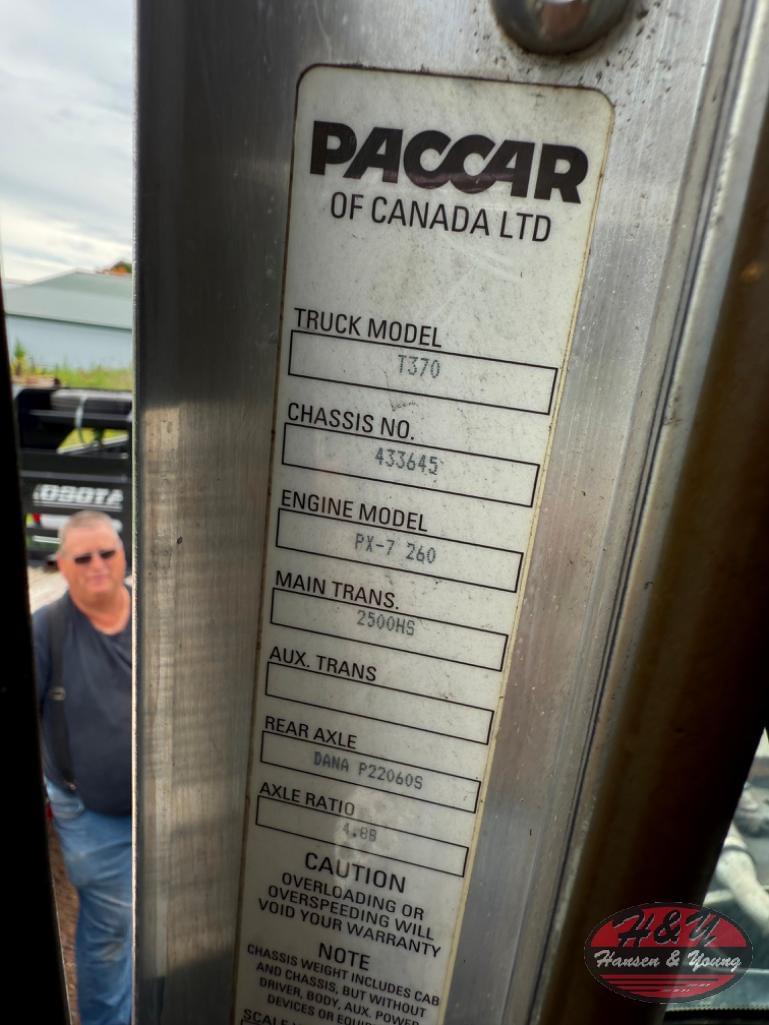 PACCAR
OF CANADA LTD
TRUCK MODEL
T370
CHASSIS NO.
433645
ENGINE MODEL
PX-7 260
MAIN TRANS.
2500HS
AUX. TRANS
REAR AXLE
DANA P22060S
AXLE RATIO
4.88
CAUTION
OVERLOADING OR
OVERSPEEDING WILL
VOID YOUR WARRANTY
NOTE
CHASSIS WEIGHT INCLUDES CAB
AND CHASSIS, BUT WITHOUT
DRIVER, BODY, AUX. POWER
DEVICES OR
KUBOTA
H&Y
Hansen & Young